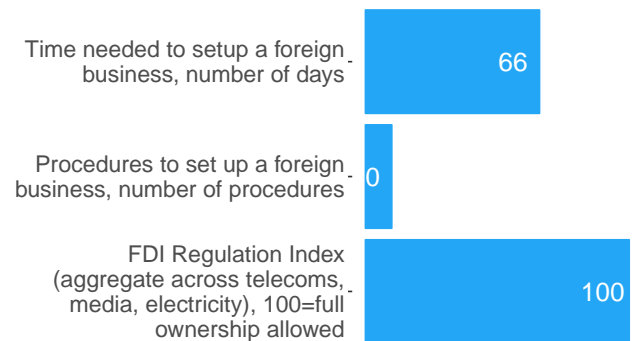 Time needed to setup a foreign
business, number of days
66
Procedures to set up a foreign
business, number of procedures
0
FDI Regulation Index
(aggregate across telecoms,
media, electricity), 100=full
ownership allowed
100